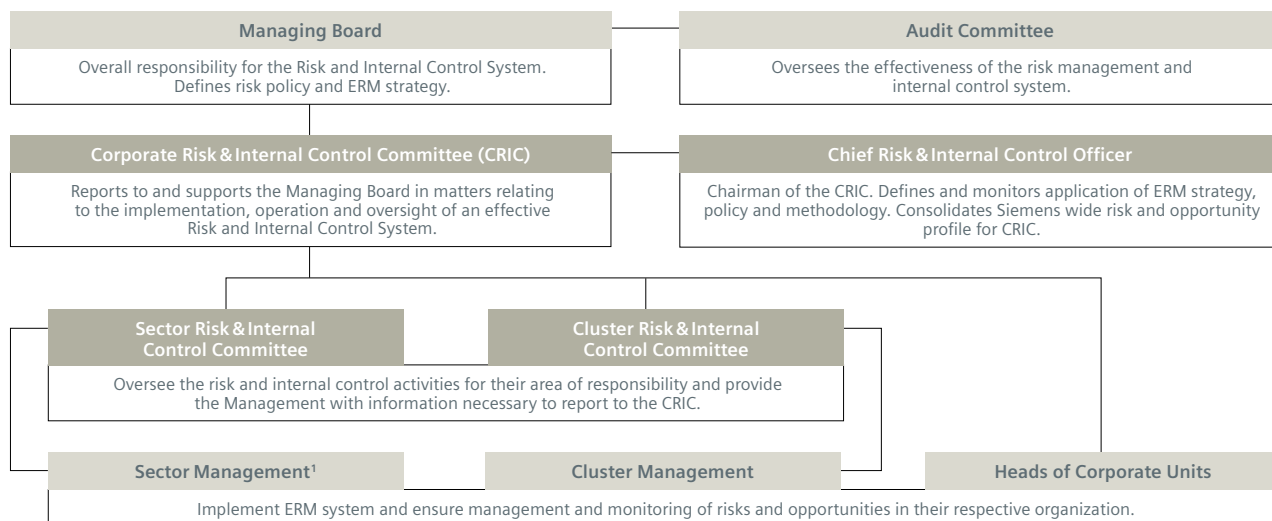 Managing Board
Overall responsibility for the Risk and Internal Control System.
Defines risk policy and ERM strategy.
Audit Committee
Oversees the effectiveness of the risk management and
internal control system.
Corporate Risk & Internal Control Committee (CRIC)
Reports to and supports the Managing Board in matters relating
to the implementation, operation and oversight of an effective
Risk and Internal Control System.
Chief Risk & Internal Control Officer
Chairman of the CRIC. Defines and monitors application of ERM strategy,
policy and methodology. Consolidates Siemens wide risk and opportunity
profile for CRIC.
Sector Risk & Internal
Control Committee
Cluster Risk & Internal
Control Committee
Oversee the risk and internal control activities for their area of responsibility and provide
the Management with information necessary to report to the CRIC.
Sector Management¹
Cluster Management
Heads of Corporate Units
Implement ERM system and ensure management and monitoring of risks and opportunities in their respective organization.